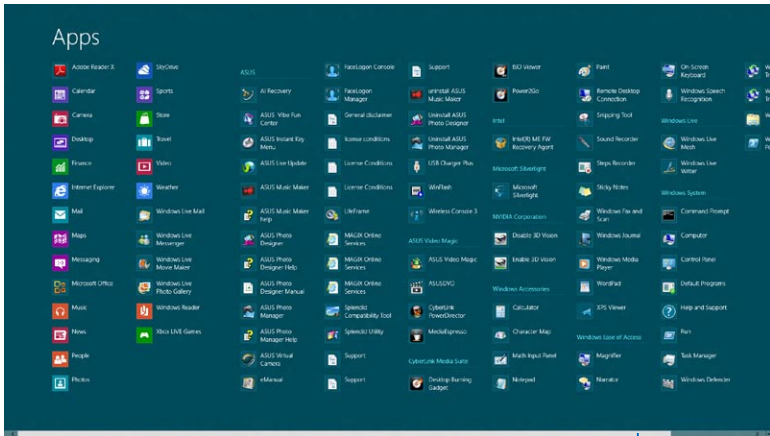 Apps
Adobe Reader X
Calendar
Camera
Desktop
Finance
Internet Explorer
Mail
Maps
Messaging
Microsoft Office
Music
News
People
Photos
SkyDrive
Sports
Store
Travel
Video
Weather
Windows Live Mail
Windows Live
Messenger
Windows Live
Movie Maker
Windows Live
Photo Gallery
Windows Reader
Xbox LIVE Games
ASUS
AI Recovery
ASUS Vibe Fun
Center
ASUS Instant Key
Menu
ASUS Live Update
ASUS Music Maker
ASUS Music Maker
help
ASUS Photo
Designer
ASUS Photo
Designer Help
ASUS Photo
Designer Manual
ASUS Photo
Manager
ASUS Photo
Manager Help
ASUS Virtual
Camera
eManual
FaceLogon Console
FaceLogon
Manager
General disclaimer
license conditions
License Conditions
License Conditions
LifeFrame
MAGIX Online
Services
MAGIX Online
Services
MAGIX Online
Services
Splendid
Compatibility Tool
Splendid Utility
Support
Support
Support
uninstall ASUS
Music Maker
Uninstall ASUS
Photo Designer
Uninstall ASUS
Photo Manager
USB Charger Plus
WinFlash
Wireless Console 3
ASUS Video Magic
ASUS Video Magic
ASUSDVD
CyberLink
PowerDirector
MediaEspresso
CyberLink Media Suite
Desktop Burning
Gadget
ISO Viewer
Power2Go
Intel
Intel(R) ME FW
Recovery Agent
Microsoft Silverlight
Microsoft
Silverlight
NVIDIA Corporation
Disable 3D Vision
Enable 3D Vision
Windows Accessories
Calculator
Character Map
Math Input Panel
Notepad
Paint
Remote Desktop
Connection
Snipping Tool
Sound Recorder
Steps Recorder
Sticky Notes
Windows Fax and
Scan
Windows Journal
Windows Media
Player
WordPad
XPS Viewer
Windows Ease of Access
Magnifier
Narrator
On-Screen
Keyboard
Windows Speech
Recognition
Windows Live
Windows Live
Mesh
Windows Live
Writer
Windows System
Command Prompt
Computer
Control Panel
Default Programs
Help and Support
Run
Task Manager
Windows Defender